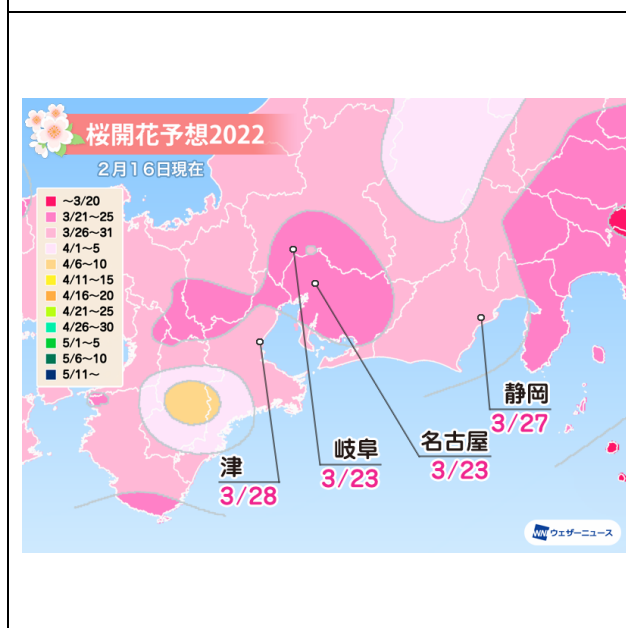 桜開花予想2022
2月16日現在
～3/20
3/21～25
3/26～31
4/1～5
4/6～10
4/11～15
4/16～20
4/21～25
4/26～30
5/1～5
5/6～10
5/11～
静岡
3/27
名古屋
3/23
岐阜
3/23
津
3/28
WN ウェザーニュース